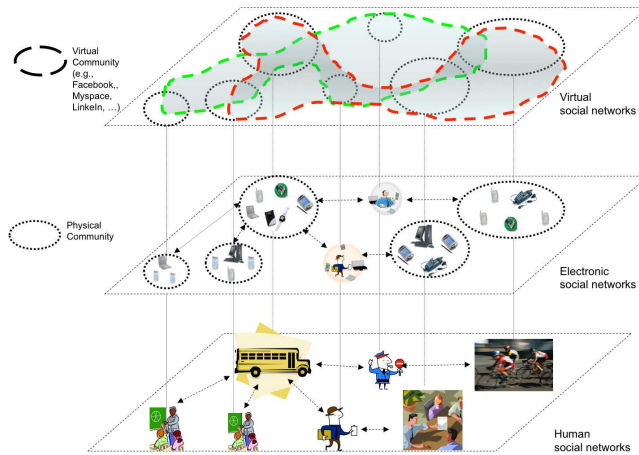 Virtual
Community
(e.g.,
Facebook,,
Myspace,
LinkeIn, …)
Virtual
social networks
Physical
Community
Electronic
social networks
Human
social networks